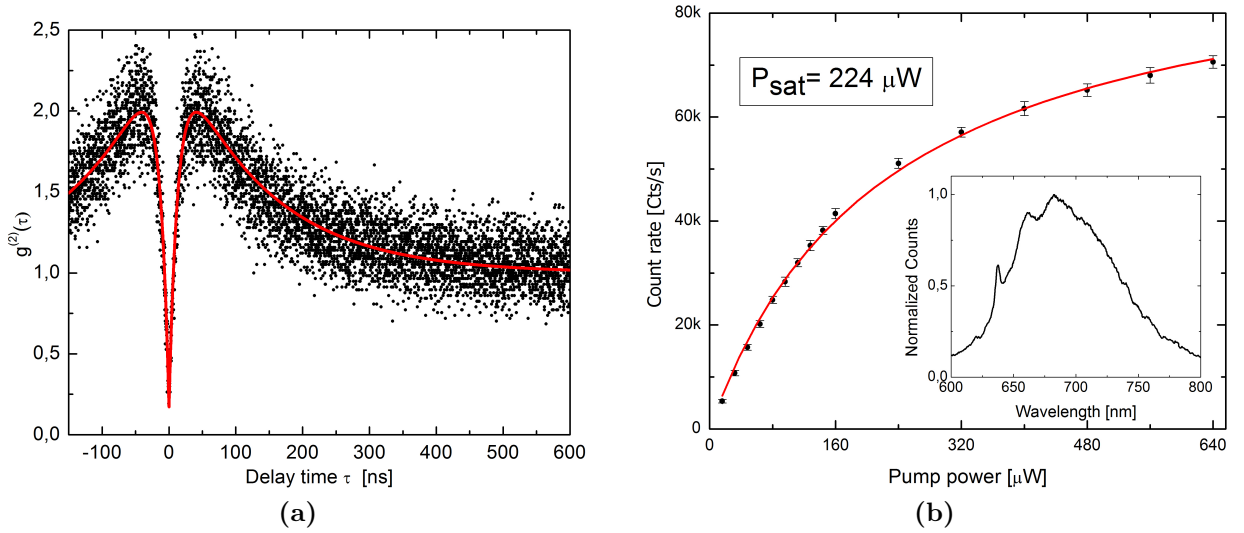 (a)
2,5
2,0
1,5
1,0
0,5
0,0
g⁽²⁾(τ)
-100 0 100 200 300 400 500 600
Delay time τ [ns]
(a)
(b)
80k
60k
40k
20k
0
Count rate [Cts/s]
P_sat= 224 μW
1,0
0,5
0,0
Normalized Counts
600 650 700 750 800
Wavelength [nm]
0 160 320 480 640
Pump power [μW]
(b)